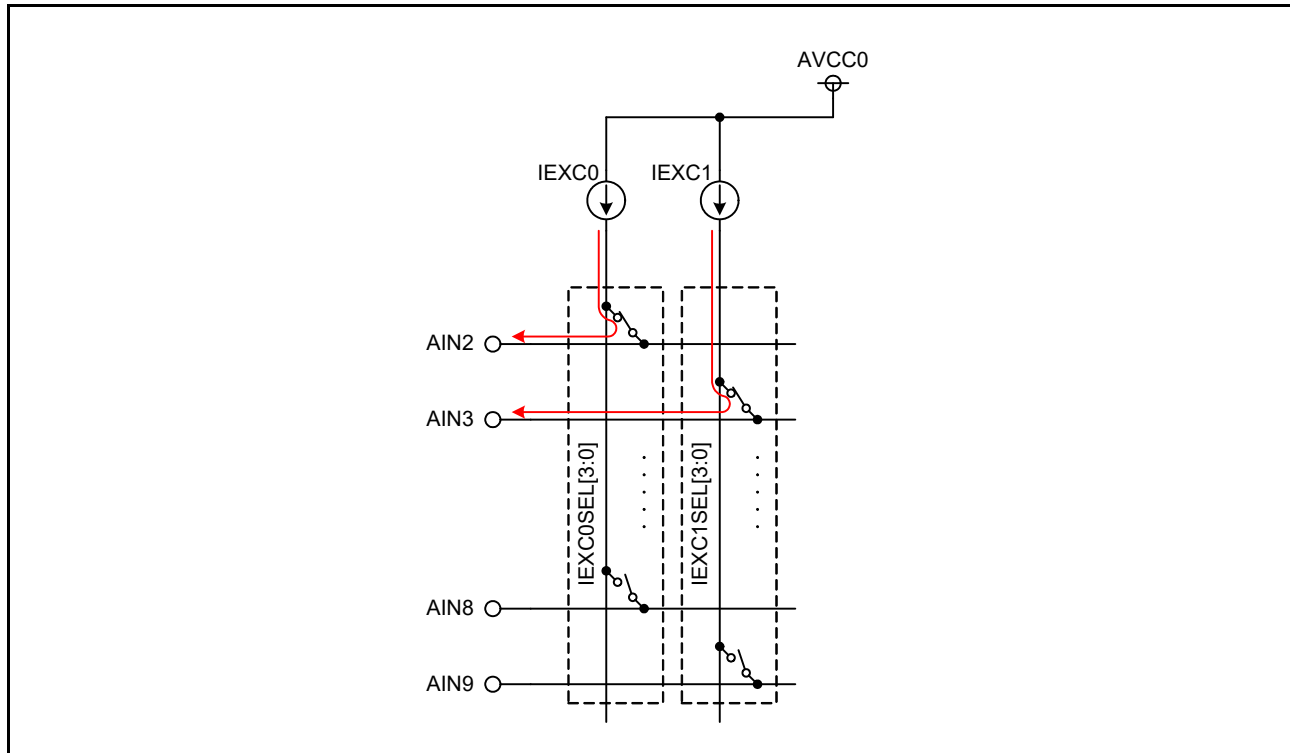 AVCC0
IEXC0
IEXC1
AIN2
AIN3
IEXC0SEL[3:0]
IEXC1SEL[3:0]
AIN8
AIN9